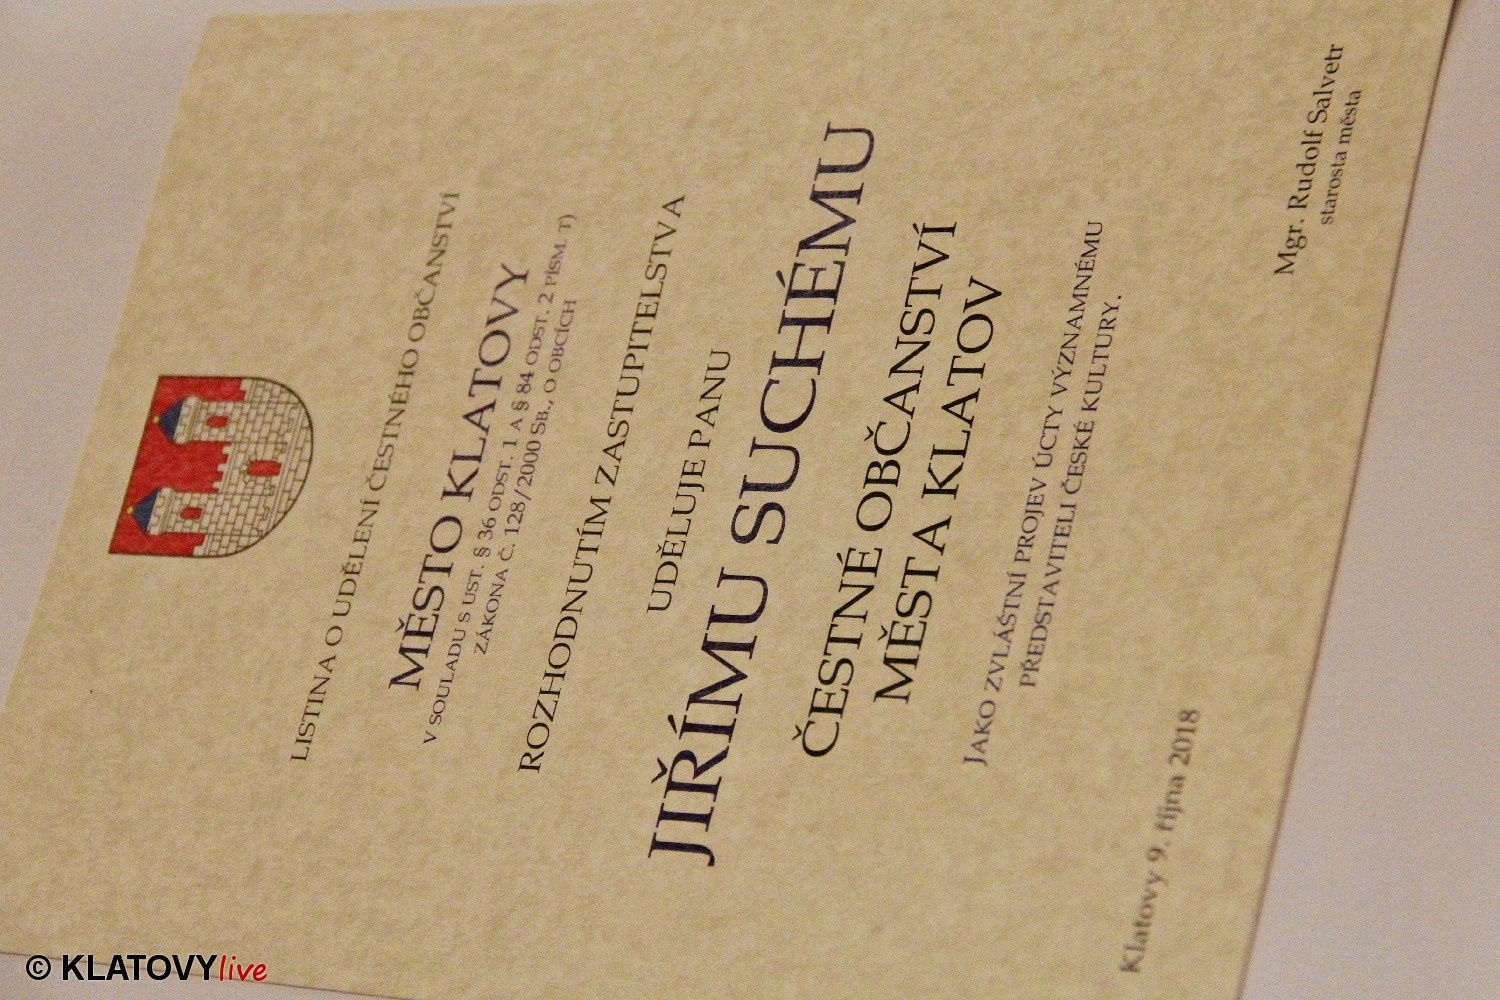 LISTINA O UDĚLENÍ ČESTNÉHO OBČANSTVÍ
MĚSTO KLATOVY
V SOULADU S UST. § 36 ODST. 1 A § 84 ODST. 2 PÍSM. T)
ZÁKONA Č. 128/2000 SB., O OBCÍCH
ROZHODNUTÍM ZASTUPITELSTVA
UDĚLUJE PANU
JIŘÍMU SUCHÉMU
ČESTNÉ OBČANSTVÍ
MĚSTA KLATOV
JAKO ZVLÁŠTNÍ PROJEV ÚCTY VÝZNAMNÉMU
PŘEDSTAVITELI ČESKÉ KULTURY.
Klatovy 9. října 2018
Mgr. Rudolf Salvetr
starosta města
© KLATOVYlive